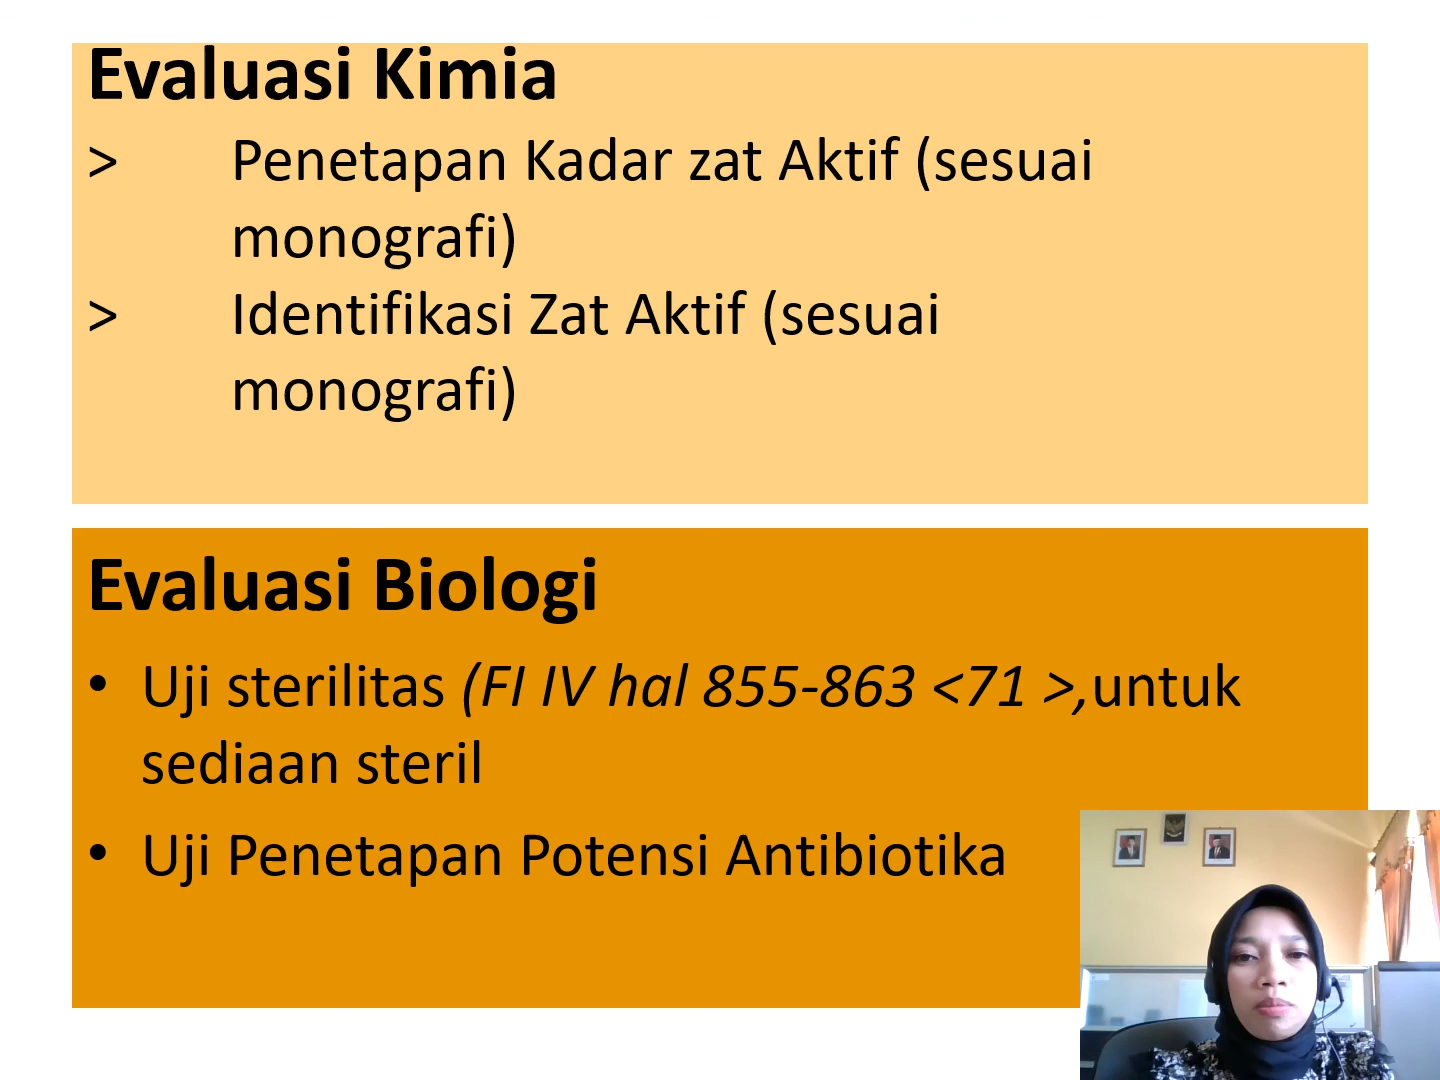 Evaluasi Kimia
> Penetapan Kadar zat Aktif (sesuai
monografi)
> Identifikasi Zat Aktif (sesuai
monografi)
Evaluasi Biologi
• Uji sterilitas (FI IV hal 855-863 <71 >,untuk
sediaan steril
• Uji Penetapan Potensi Antibiotika